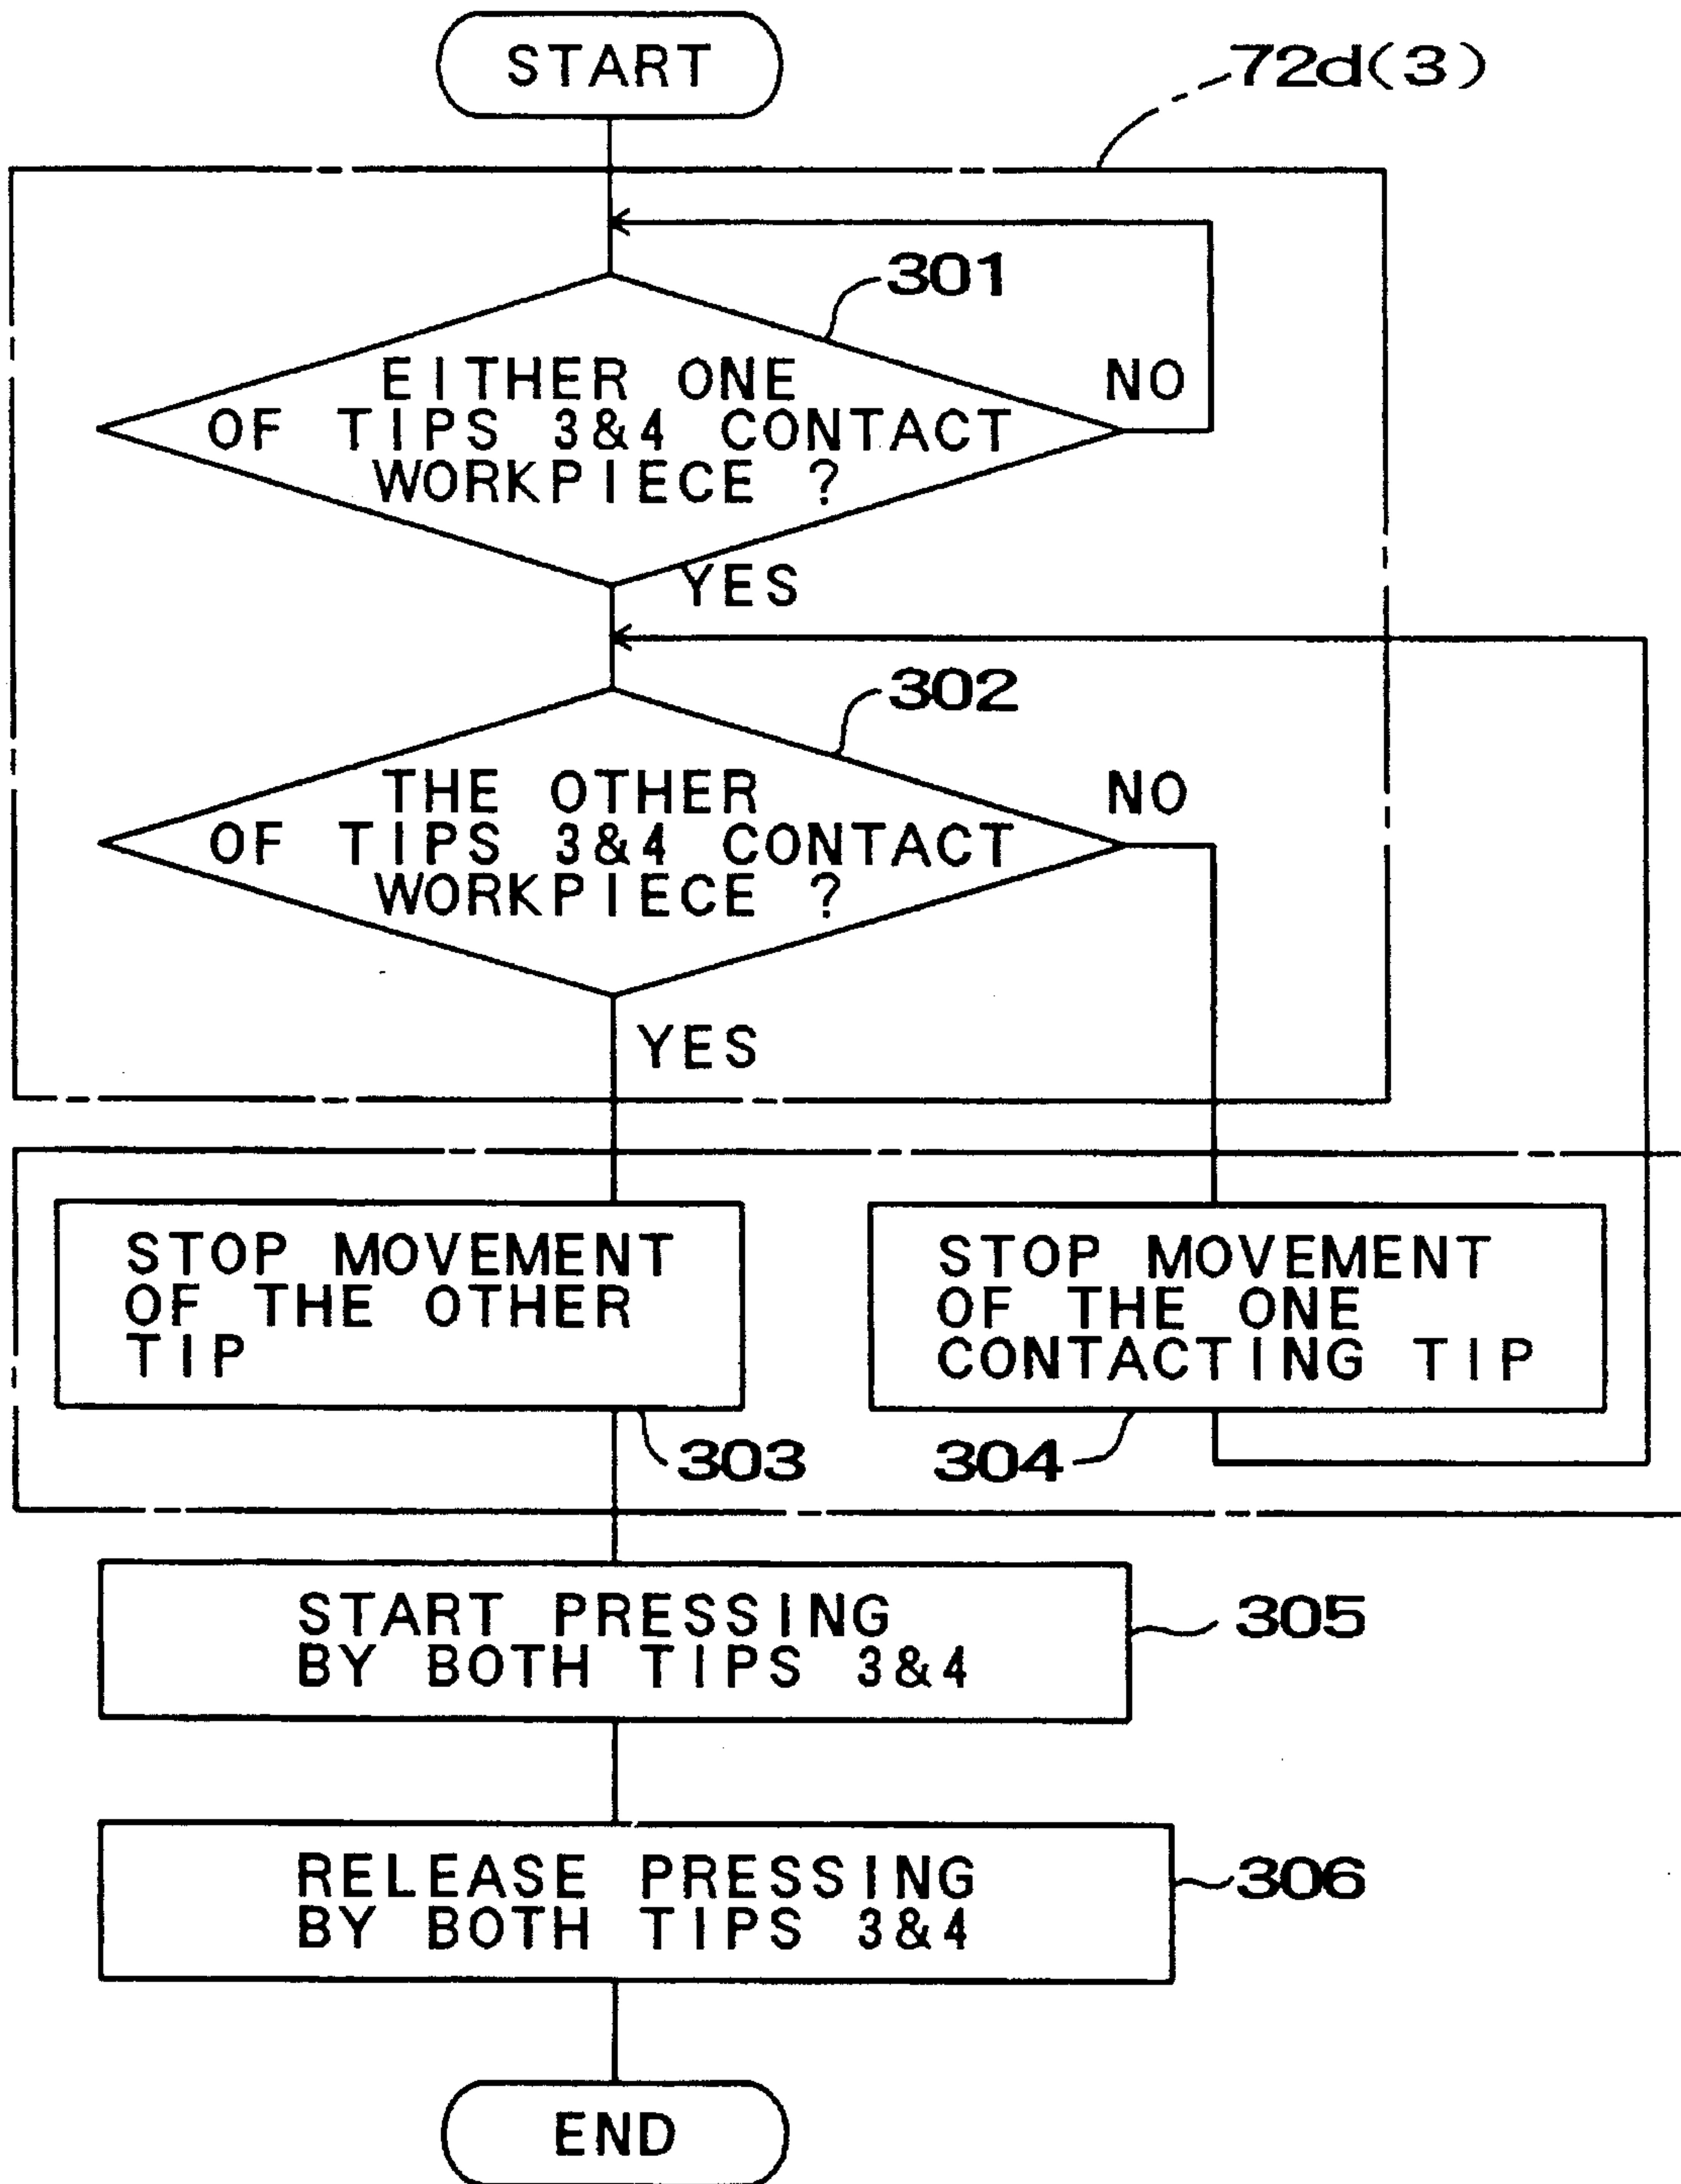 START
72d(3)
301
EITHER ONE
OF TIPS 3&4 CONTACT
WORKPIECE ?
NO
YES
302
THE OTHER
OF TIPS 3&4 CONTACT
WORKPIECE ?
NO
YES
STOP MOVEMENT
OF THE OTHER
TIP
STOP MOVEMENT
OF THE ONE
CONTACTING TIP
303
304
START PRESSING
BY BOTH TIPS 3&4
305
RELEASE PRESSING
BY BOTH TIPS 3&4
306
END